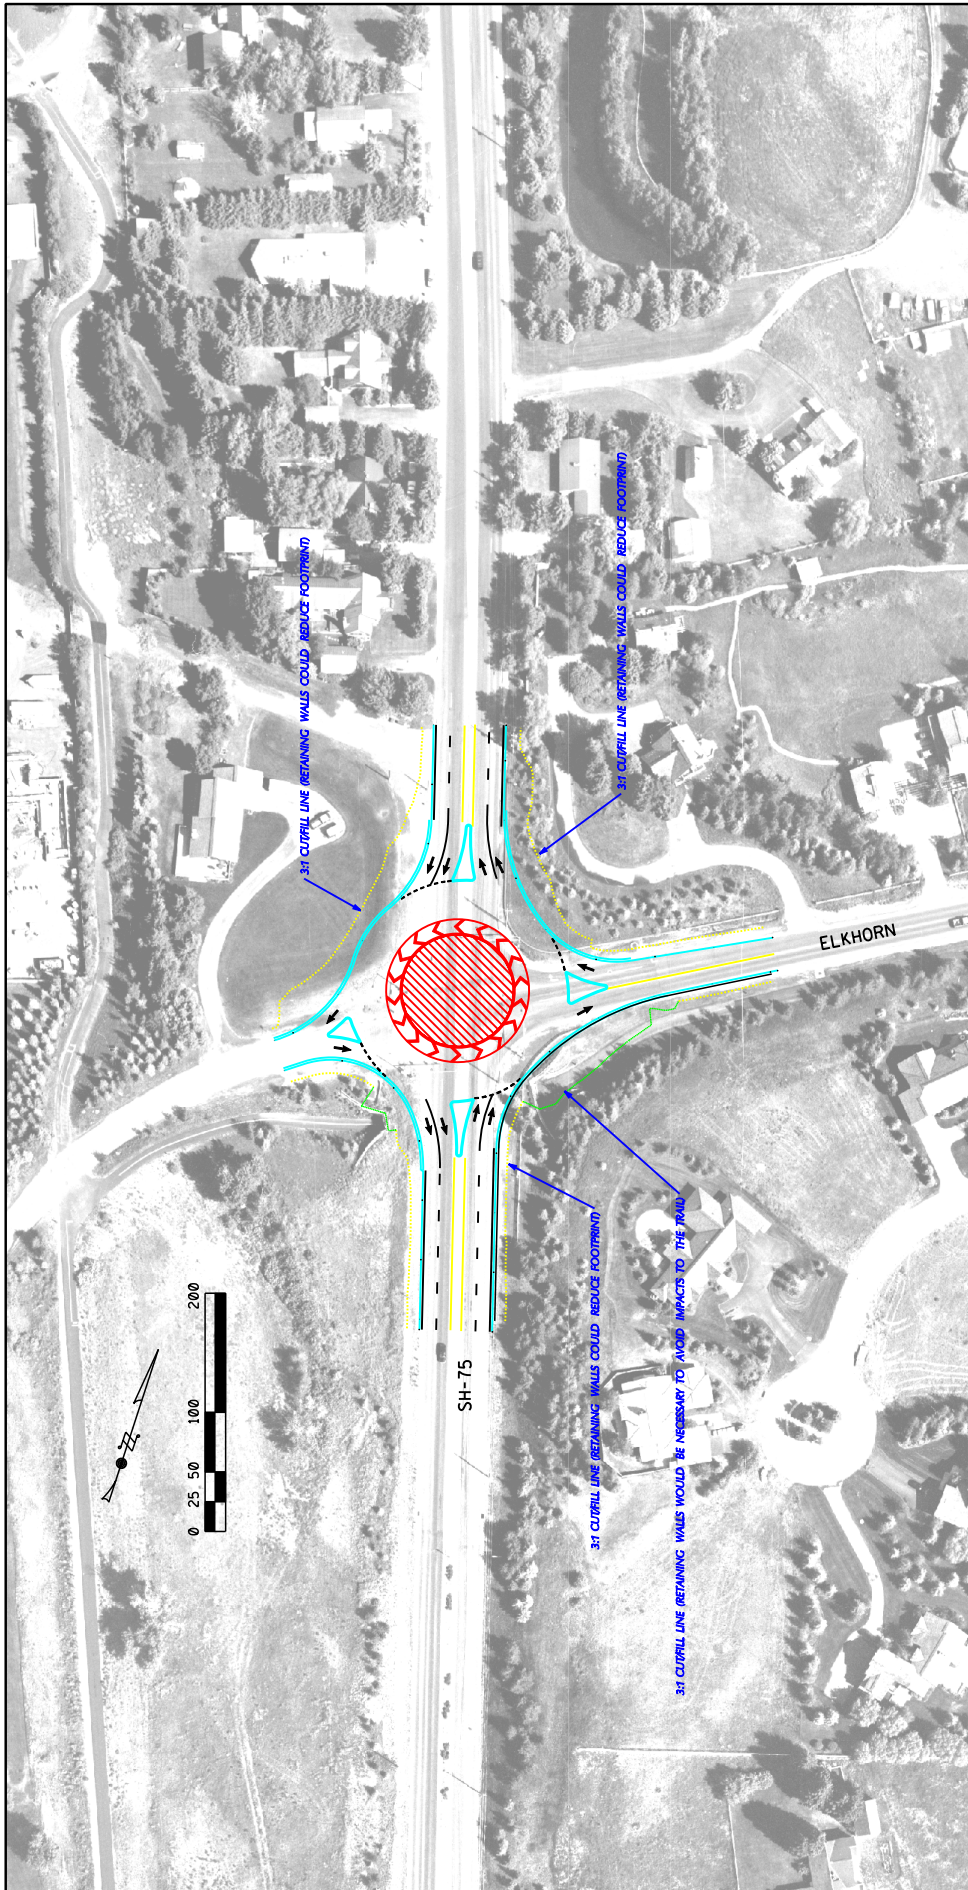 3:1 CUT/FILL LINE (RETAINING WALLS COULD REDUCE FOOTPRINT)
3:1 CUT/FILL LINE (RETAINING WALLS COULD REDUCE FOOTPRINT)
ELKHORN
3:1 CUT/FILL LINE (RETAINING WALLS COULD REDUCE FOOTPRINT)
3:1 CUT/FILL LINE (RETAINING WALLS WOULD BE NECESSARY TO AVOID IMPACTS TO THE TRAIL)
SH-75
0 25 50 100 200